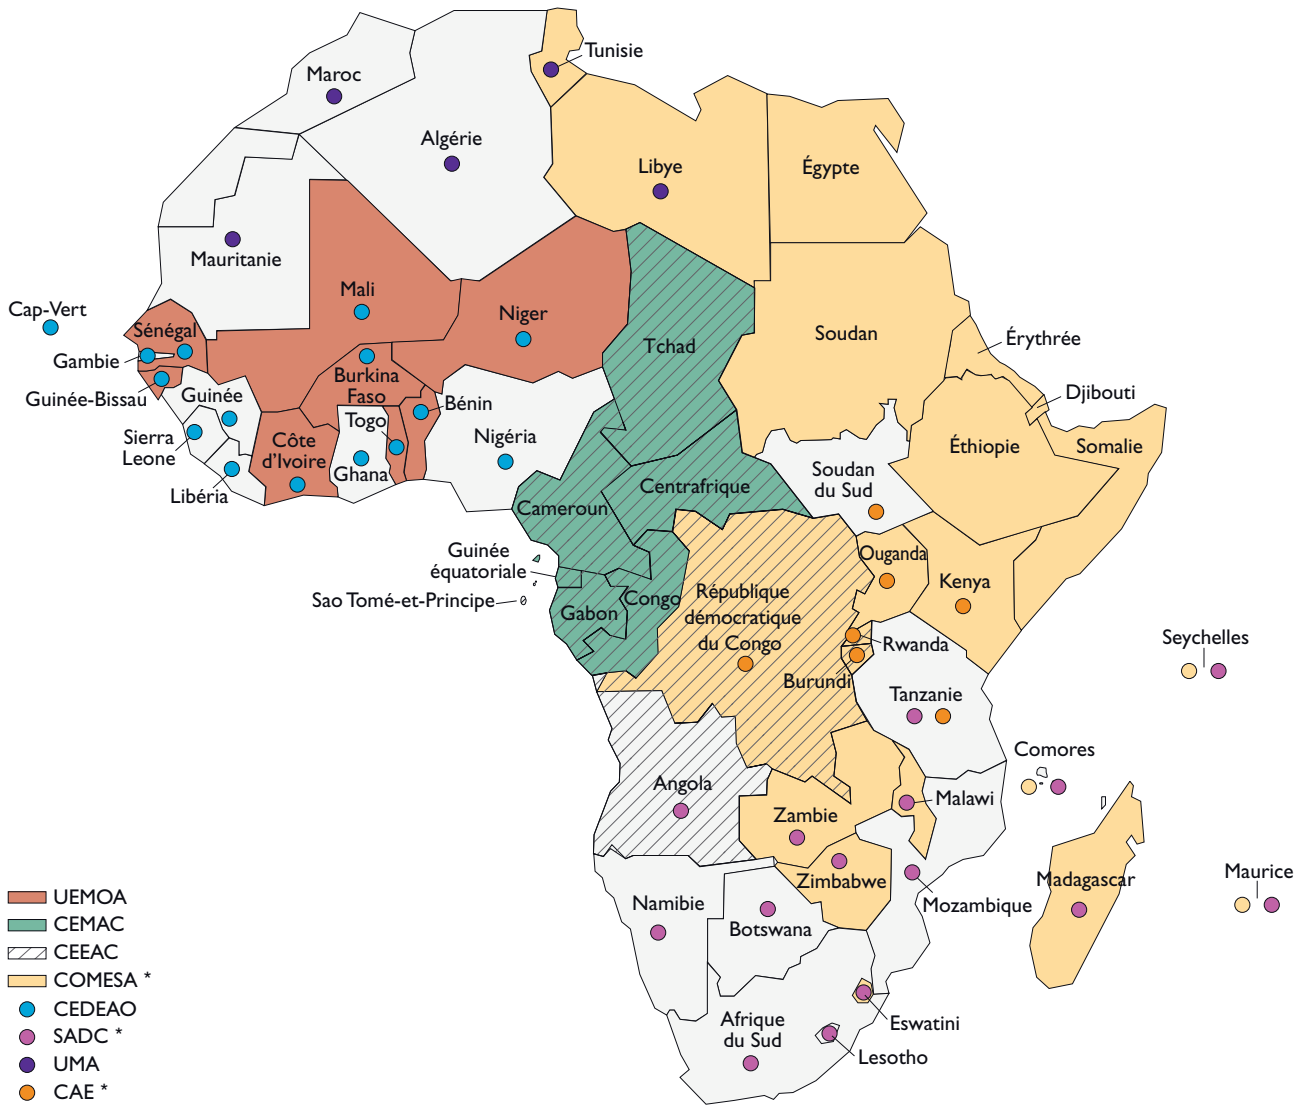 Tunisie
Maroc
Algérie
Libye
Égypte
Mauritanie
Mali
Niger
Cap-Vert
Sénégal
Soudan
Érythrée
Tchad
Gambie
Burkina
Faso
Djibouti
Guinée-Bissau
Guinée
Bénin
Togo
Sierra
Leone
Côte
d'Ivoire
Nigéria
Éthiopie
Somalie
Ghana
Libéria
Soudan
du Sud
Centrafrique
Cameroun
Guinée
équatoriale
Ouganda
Kenya
Sao Tomé-et-Principe
Gabon
Congo
République
démocratique
du Congo
Rwanda
Seychelles
Burundi
Tanzanie
Comores
Angola
Malawi
Zambie
Maurice
Zimbabwe
Madagascar
Mozambique
Namibie
Botswana
Afrique
du Sud
Eswatini
Lesotho
UEMOA
CEMAC
CEEAC
COMESA *
CEDEAO
SADC *
UMA
CAE *